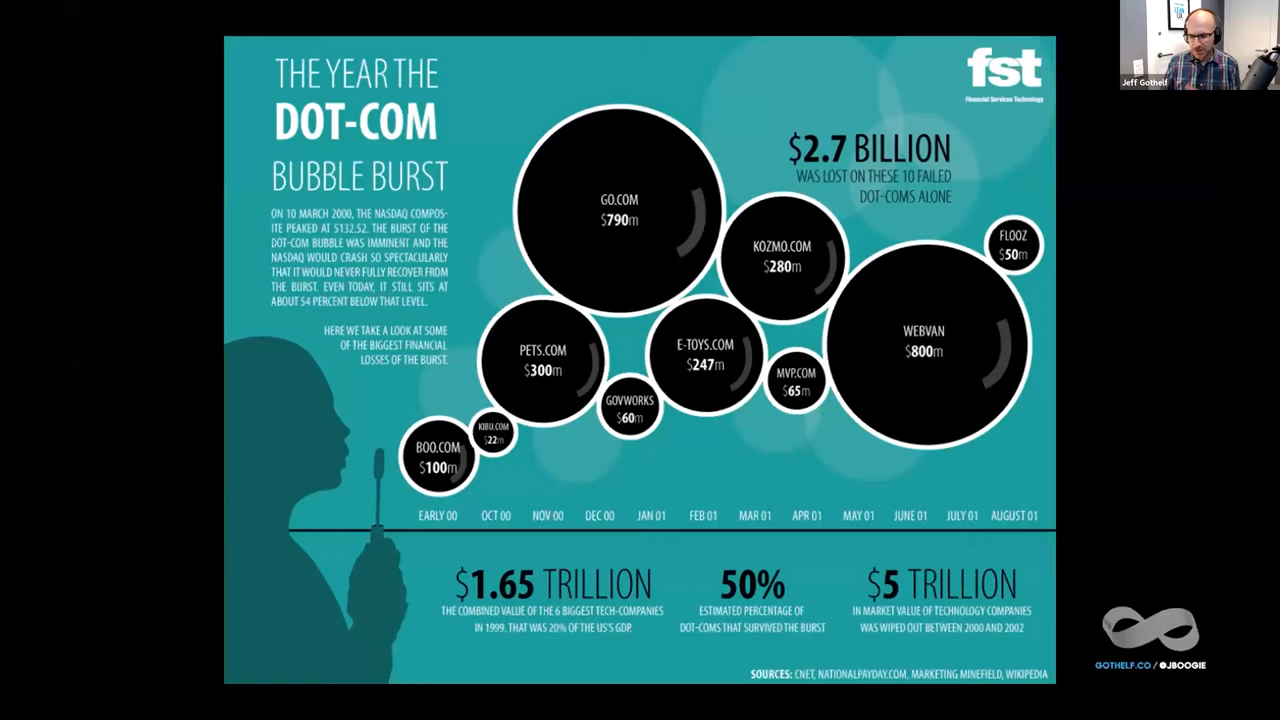 THE YEAR THE
DOT-COM
BUBBLE BURST
ON 10 MARCH 2000, THE NASDAQ COMPOS-
ITE PEAKED AT 5132.52. THE BURST OF THE
DOT-COM BUBBLE WAS IMMINENT AND THE
NASDAQ WOULD CRASH SO SPECTACULARLY
THAT IT WOULD NEVER FULLY RECOVER FROM
THE BURST. EVEN TODAY, IT STILL SITS AT
ABOUT 54 PERCENT BELOW THAT LEVEL.
HERE WE TAKE A LOOK AT SOME
OF THE BIGGEST FINANCIAL
LOSSES OF THE BURST.
fst
Financial Services Technology
$2.7 BILLION
WAS LOST ON THESE 10 FAILED
DOT-COMS ALONE
GO.COM
$790m
KOZMO.COM
$280m
FLOOZ
$50m
PETS.COM
$300m
E-TOYS.COM
$247m
WEBVAN
$800m
MVP.COM
$65m
GOVWORKS
$60m
KIBU.COM
$22m
BOO.COM
$100m
EARLY 00 OCT 00 NOV 00 DEC 00 JAN 01 FEB 01 MAR 01 APR 01 MAY 01 JUNE 01 JULY 01 AUGUST 01
$1.65 TRILLION
THE COMBINED VALUE OF THE 6 BIGGEST TECH-COMPANIES
IN 1999. THAT WAS 20% OF THE US'S GDP.
50%
ESTIMATED PERCENTAGE OF
DOT-COMS THAT SURVIVED THE BURST
$5 TRILLION
IN MARKET VALUE OF TECHNOLOGY COMPANIES
WAS WIPED OUT BETWEEN 2000 AND 2002
SOURCES: CNET, NATIONALPAYDAY.COM, MARKETING MINEFIELD, WIKIPEDIA
LEAN
UX
Jeff Gothelf
GOTHELF.CO / @JBOOGIE